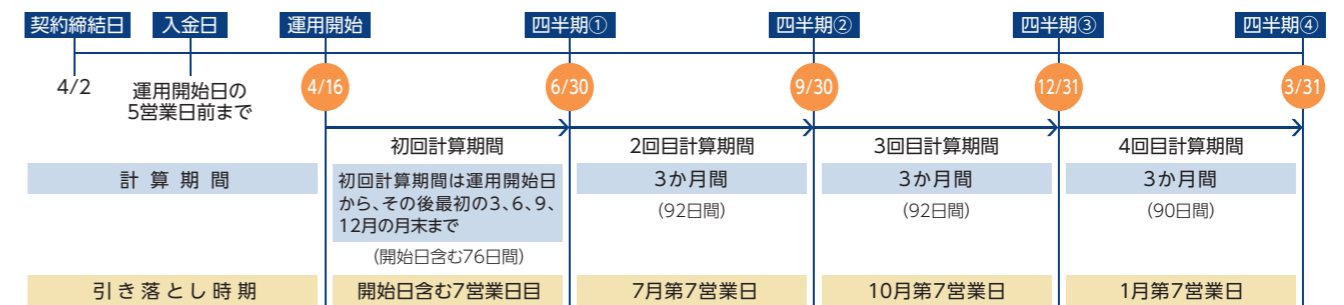 契約締結日 入金日 運用開始 四半期① 四半期② 四半期③ 四半期④
4/2 運用開始日の
5営業日前まで
4/16 6/30 9/30 12/31 3/31
初回計算期間 2回目計算期間 3回目計算期間 4回目計算期間
計算期間
初回計算期間は運用開始日
から、その後最初の3、6、9、
12月の月末まで
(開始日含む76日間)
3か月間 3か月間 3か月間
(92日間) (92日間) (90日間)
引き落とし時期 開始日含む7営業日目 7月第7営業日 10月第7営業日 1月第7営業日